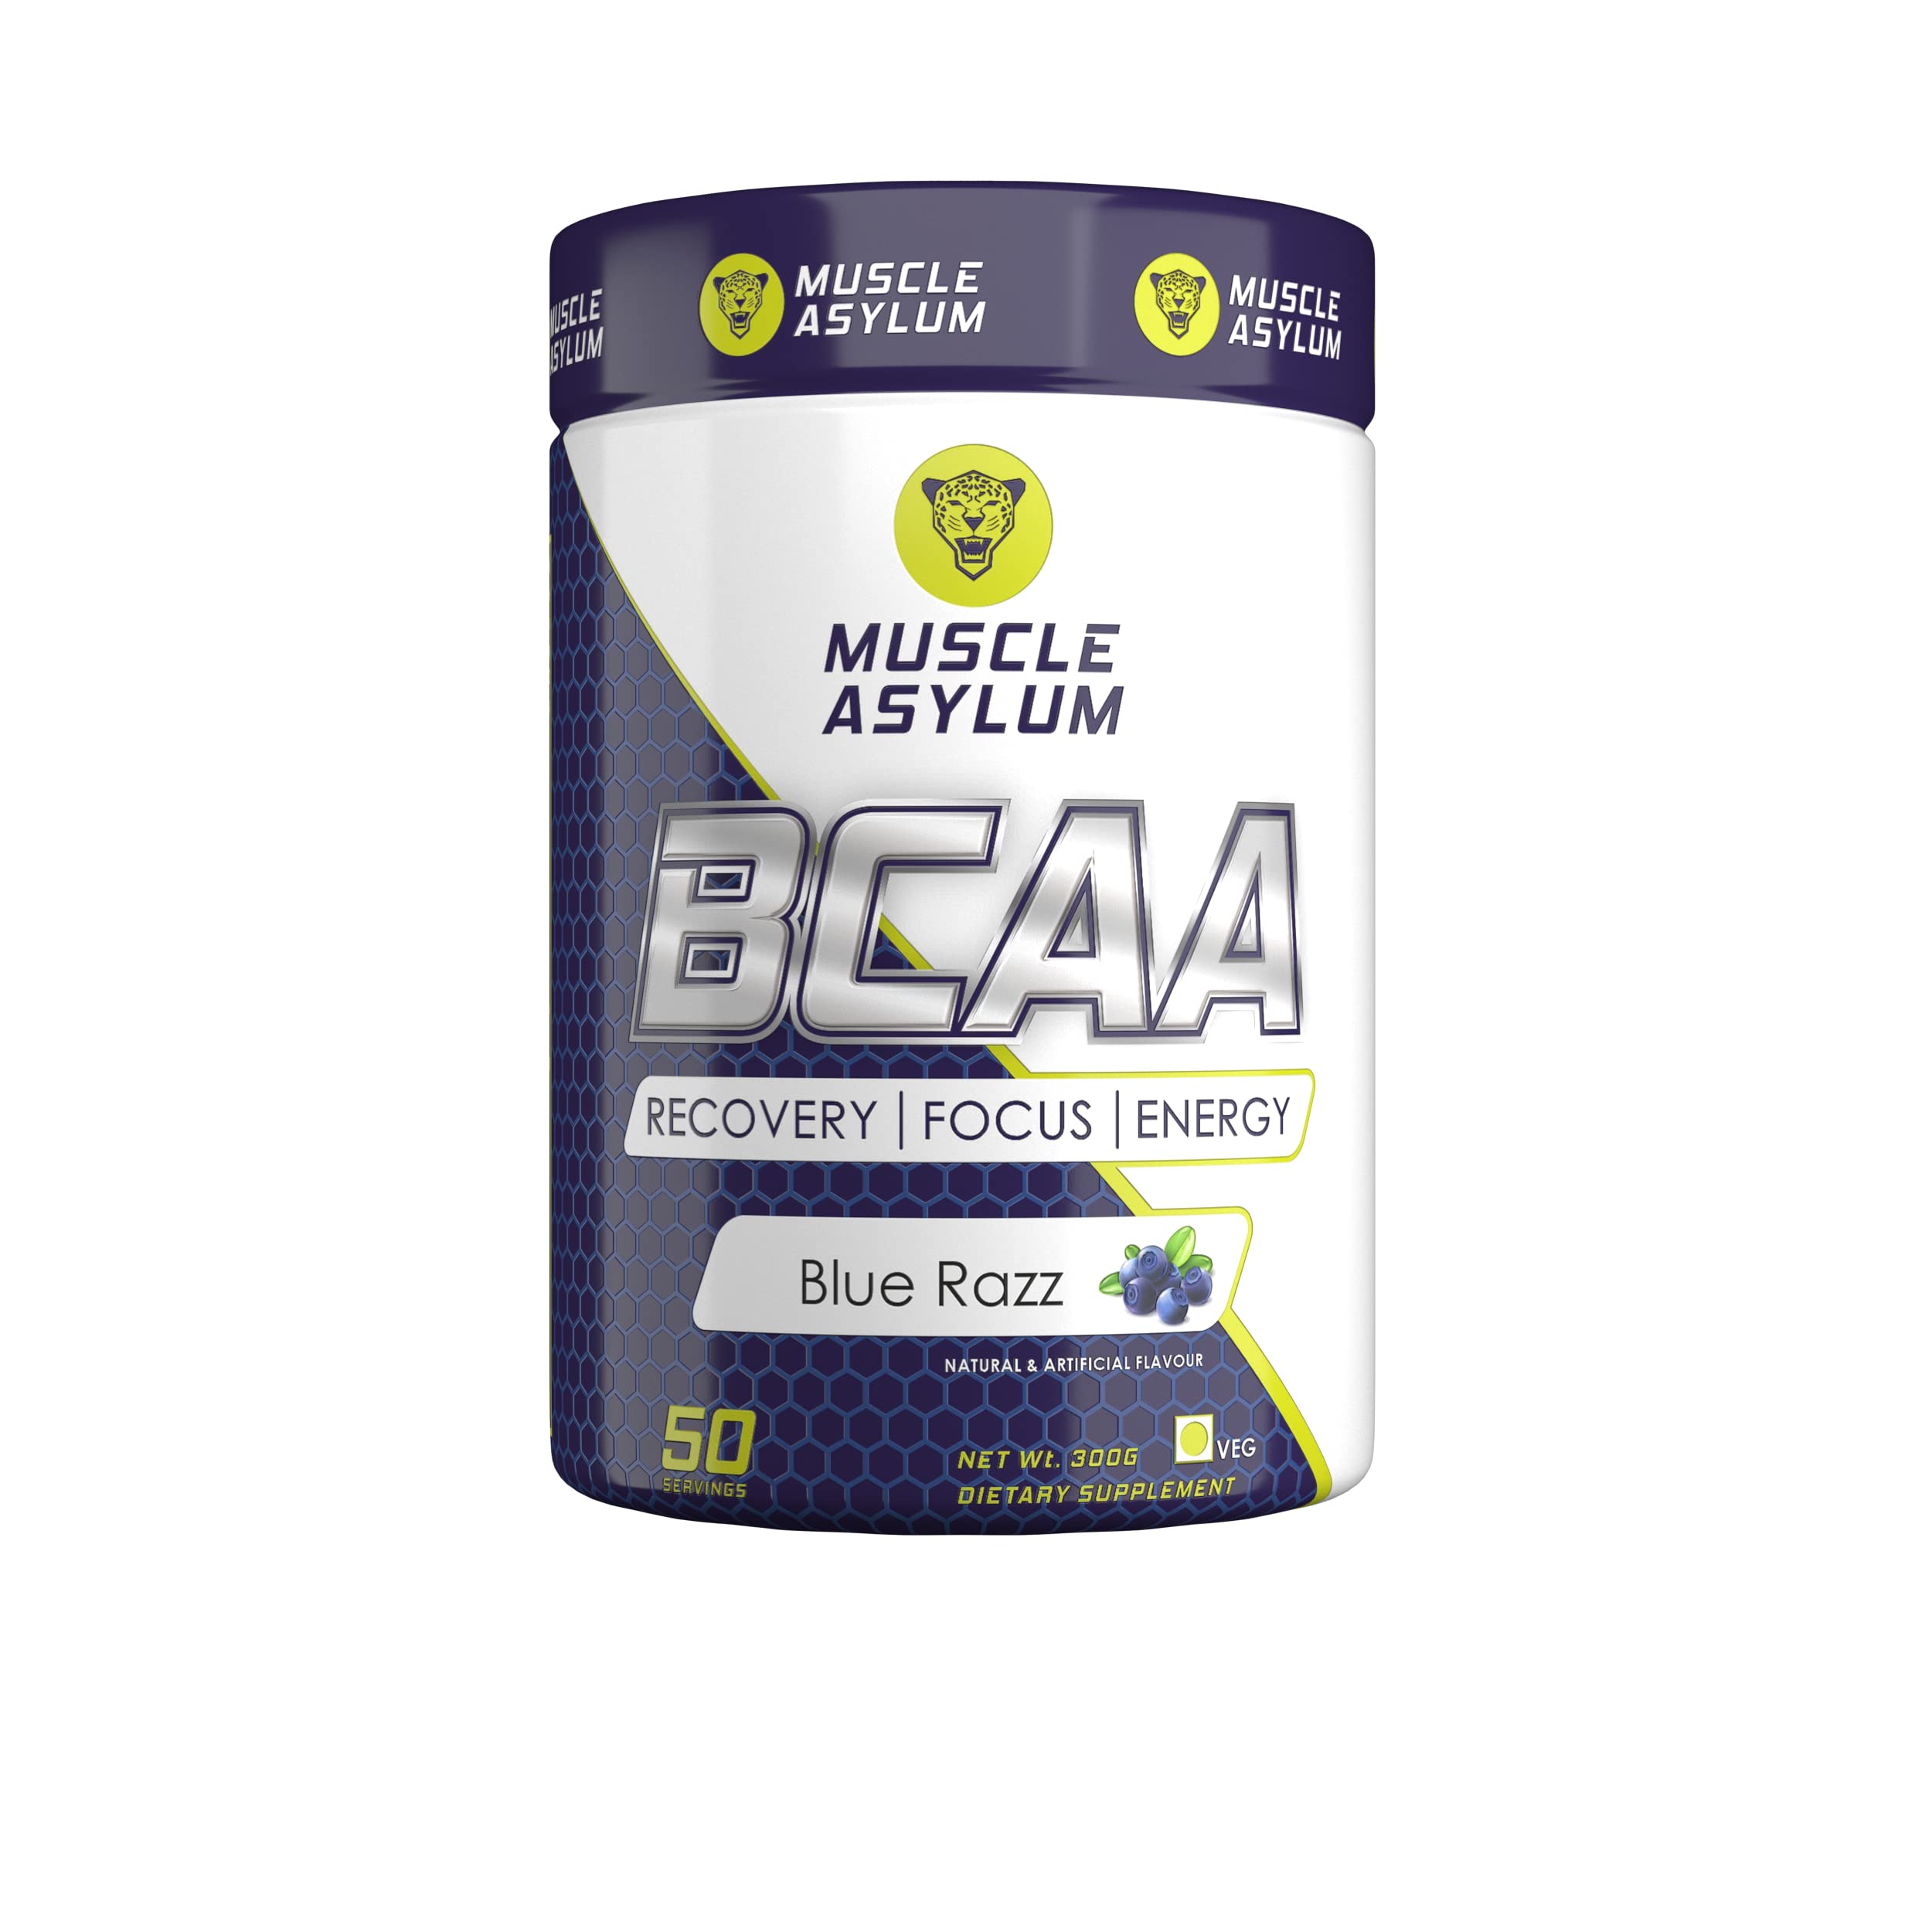 MUSCLE
ASYLUM
MUSCLE
ASYLUM
MUSCLE
ASYLUM
MUSCLE
ASYLUM
BCAA
RECOVERY | FOCUS | ENERGY
Blue Razz
NATURAL & ARTIFICIAL FLAVOUR
50
SERVINGS
NET Wt. 300G
VEG
DIETARY SUPPLEMENT